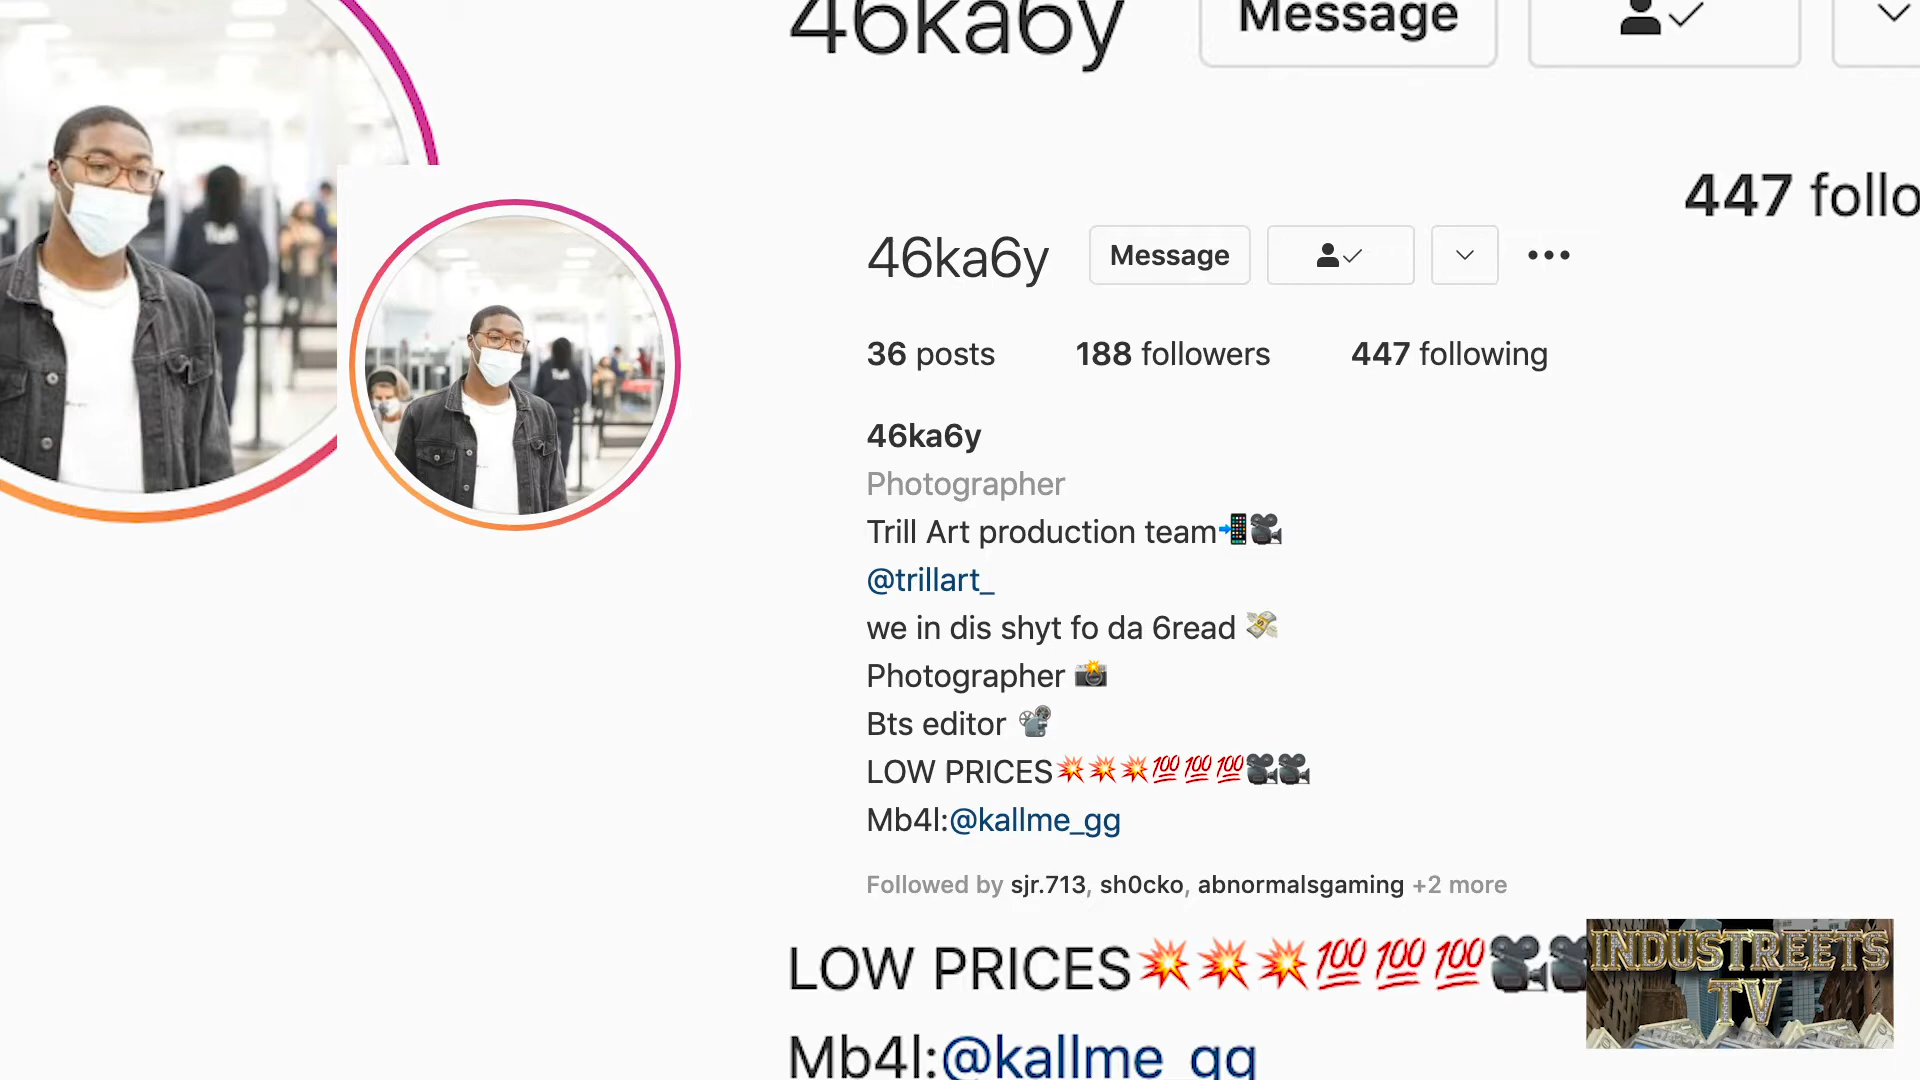 46ka6y Message
447 follo
46ka6y Message •••
36 posts 188 followers 447 following
46ka6y
Photographer
Trill Art production team📲🎥
@trillart_
we in dis shyt fo da 6read 💸
Photographer 📸
Bts editor 📽
LOW PRICES💥💥💥💯💯💯🎥🎥
Mb4l:@kallme_gg
Followed by sjr.713, sh0cko, abnormalsgaming +2 more
LOW PRICES💥💥💥💯💯💯🎥🎥
Mb4l:@kallme_gg
INDUSTREETS
TV